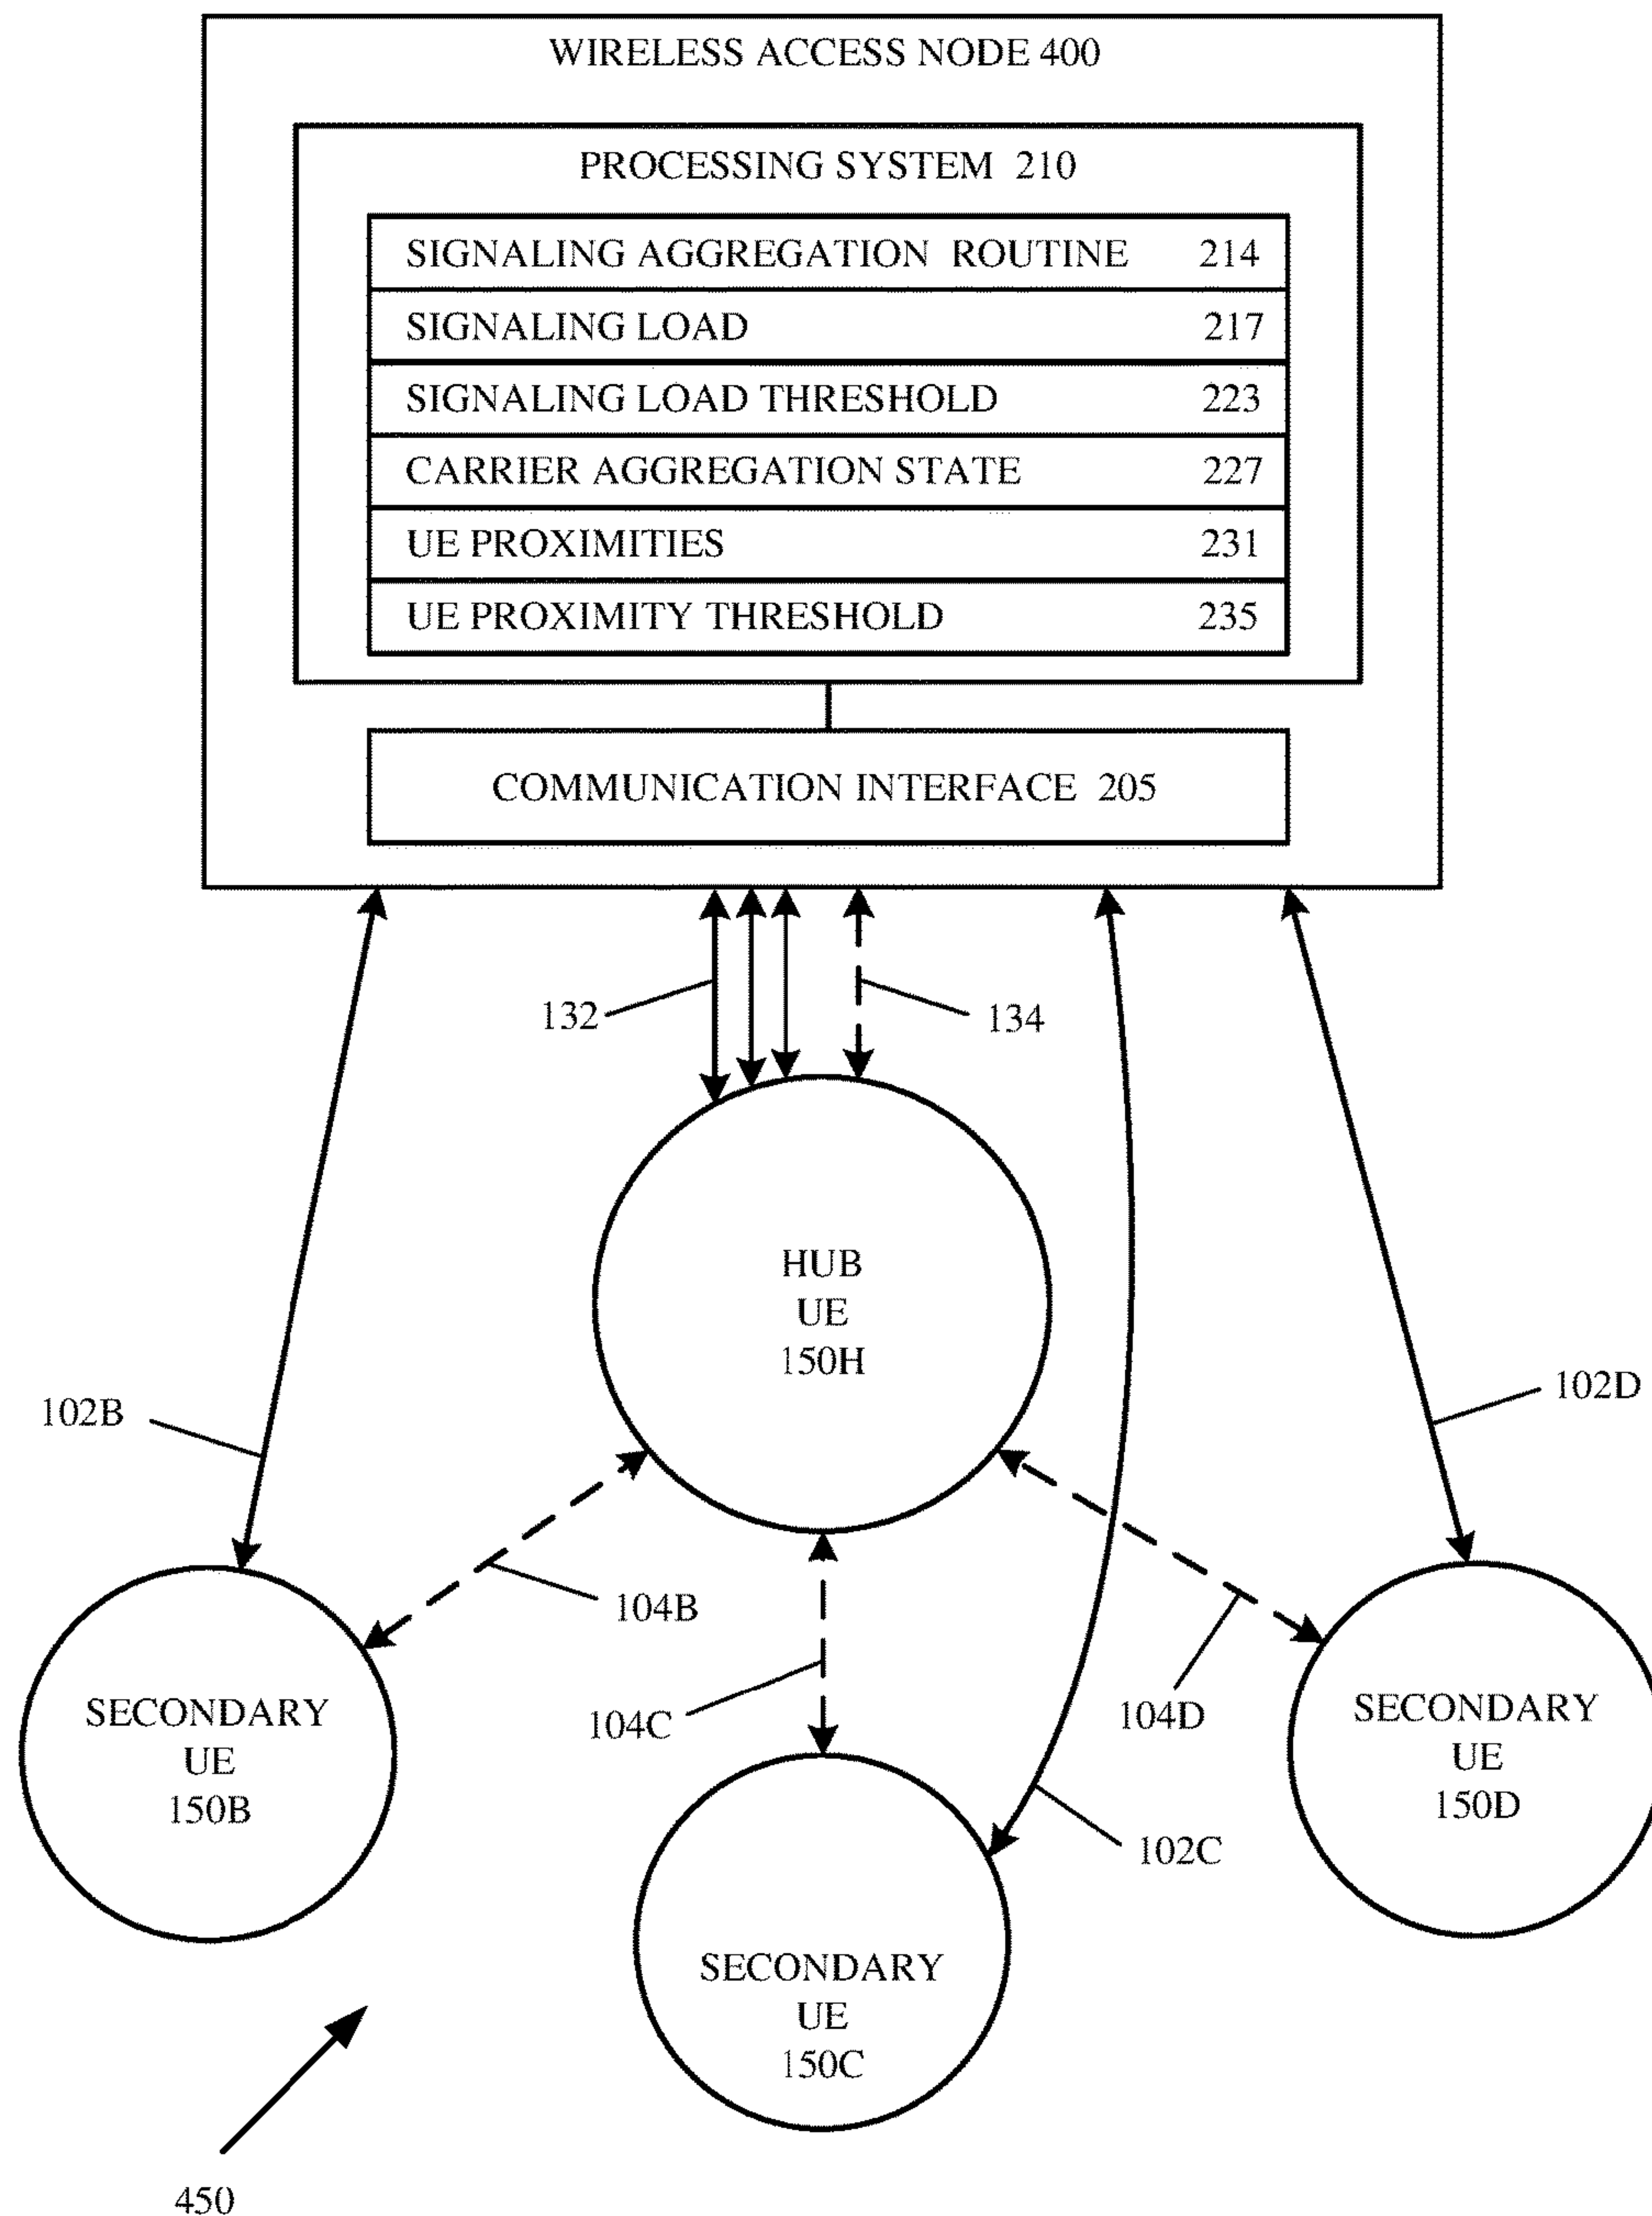 WIRELESS ACCESS NODE 400
PROCESSING SYSTEM 210
SIGNALING AGGREGATION ROUTINE 214
SIGNALING LOAD 217
SIGNALING LOAD THRESHOLD 223
CARRIER AGGREGATION STATE 227
UE PROXIMITIES 231
UE PROXIMITY THRESHOLD 235
COMMUNICATION INTERFACE 205
132
134
HUB
UE
150H
102B
102D
104B
104C
104D
SECONDARY
UE
150B
SECONDARY
UE
150D
102C
SECONDARY
UE
150C
450